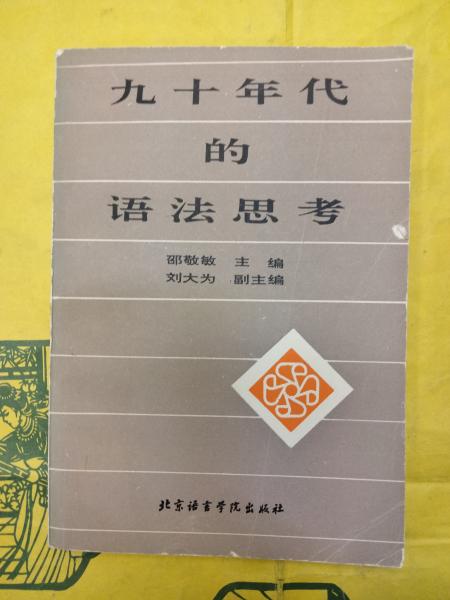 九十年代
的
语法思考
邵敬敏 主编
刘大为 副主编
北京语言学院出版社